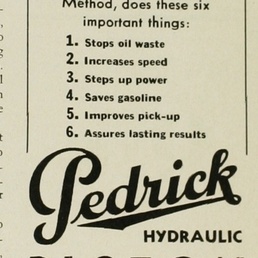 Method, does these six
important things:
1. Stops oil waste
2. Increases speed
3. Steps up power
4. Saves gasoline
5. Improves pick-up
6. Assures lasting results
Pedrick
HYDRAULIC